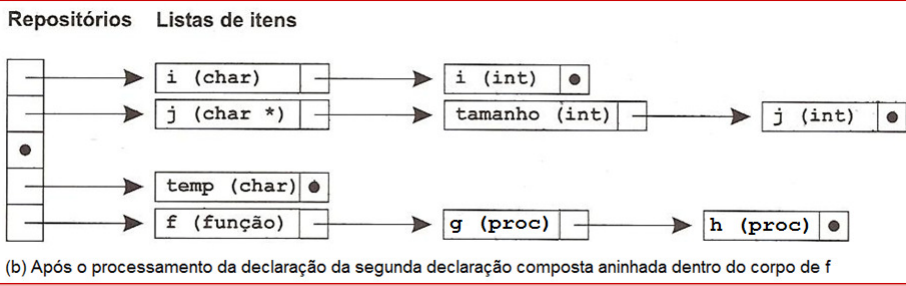 Repositórios Listas de itens
i (char) i (int)
j (char *) tamanho (int) j (int)
temp (char)
f (função) g (proc) h (proc)
(b) Após o processamento da declaração da segunda declaração composta aninhada dentro do corpo de f